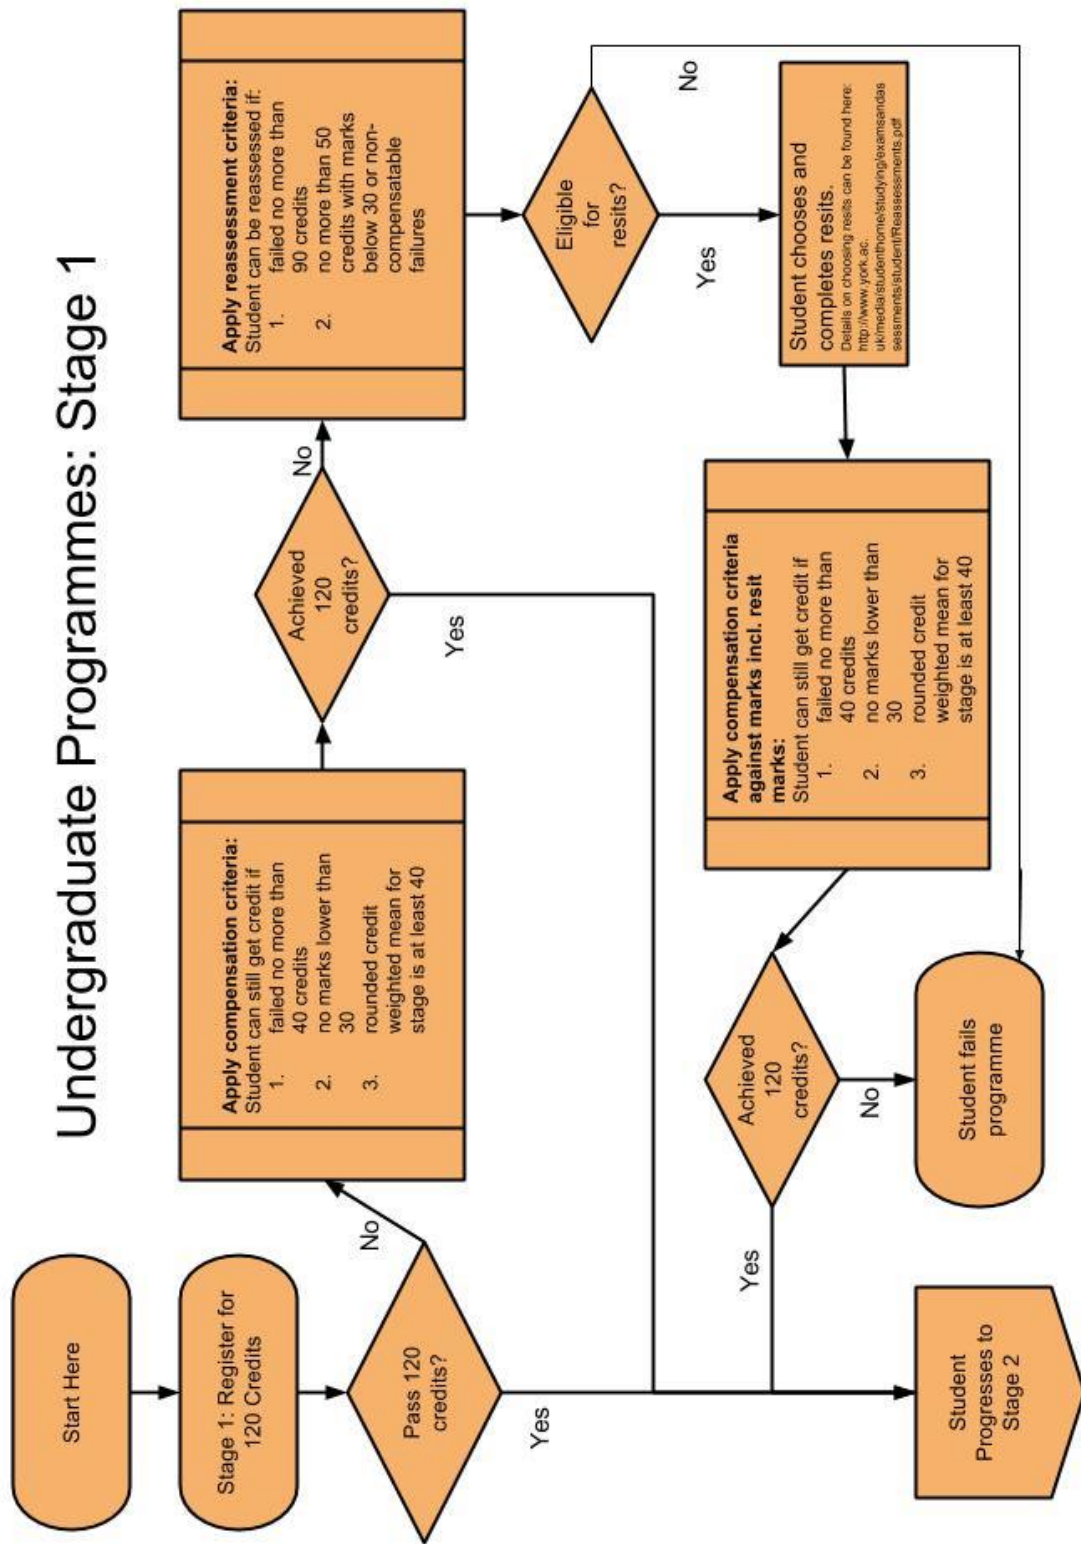 Undergraduate Programmes: Stage 1
Start Here
Stage 1: Register for
120 Credits
Pass 120
credits?
No
Yes
Apply compensation criteria:
Student can still get credit if
1. failed no more than
40 credits
2. no marks lower than
30
3. rounded credit
weighted mean for
stage is at least 40
Achieved
120
credits?
No
Yes
Apply reassessment criteria:
Student can be reassessed if:
1. failed no more than
90 credits
2. no more than 50
credits with marks
below 30 or non-
compensatable
failures
Eligible
for
resits?
No
Yes
Student chooses and
completes resits.
Details on choosing resits can be found here:
http://www.york.ac.
uk/media/studenthome/studying/examsandas
sessments/student/Reassessments.pdf
Apply compensation criteria
against marks incl. resit
marks:
Student can still get credit if
1. failed no more than
40 credits
2. no marks lower than
30
3. rounded credit
weighted mean for
stage is at least 40
Achieved
120
credits?
Yes
No
Student fails
programme
Student
Progresses to
Stage 2